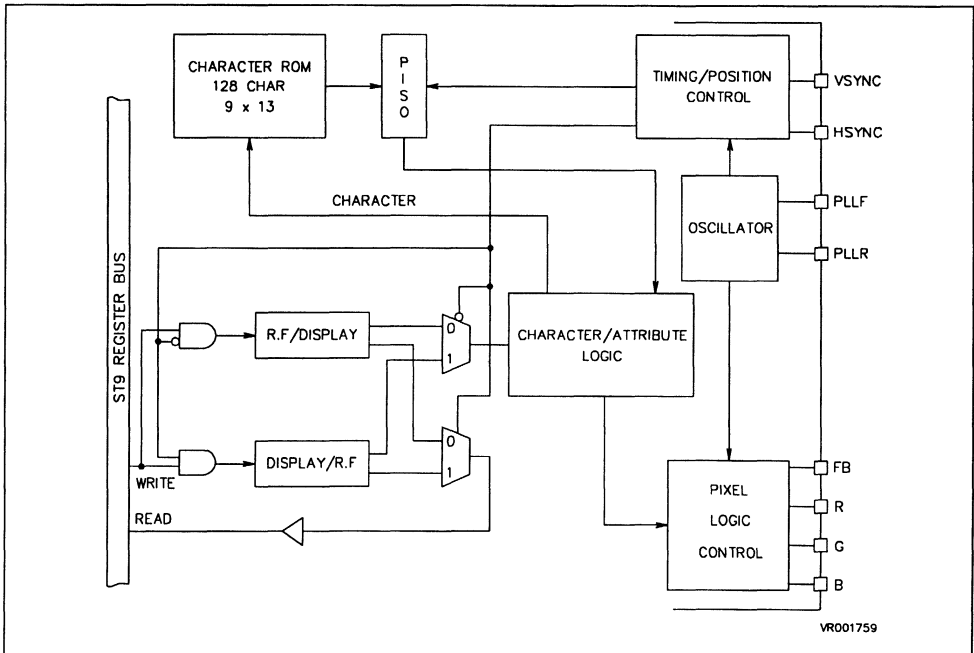 CHARACTER ROM
128 CHAR
9 x 13
PISO
TIMING/POSITION
CONTROL
VSYNC
HSYNC
OSCILLATOR
PLLF
PLLR
CHARACTER
ST9 REGISTER BUS
R.F/DISPLAY
0
1
CHARACTER/ATTRIBUTE
LOGIC
DISPLAY/R.F
0
1
WRITE
READ
PIXEL
LOGIC
CONTROL
FB
R
G
B
VR001759